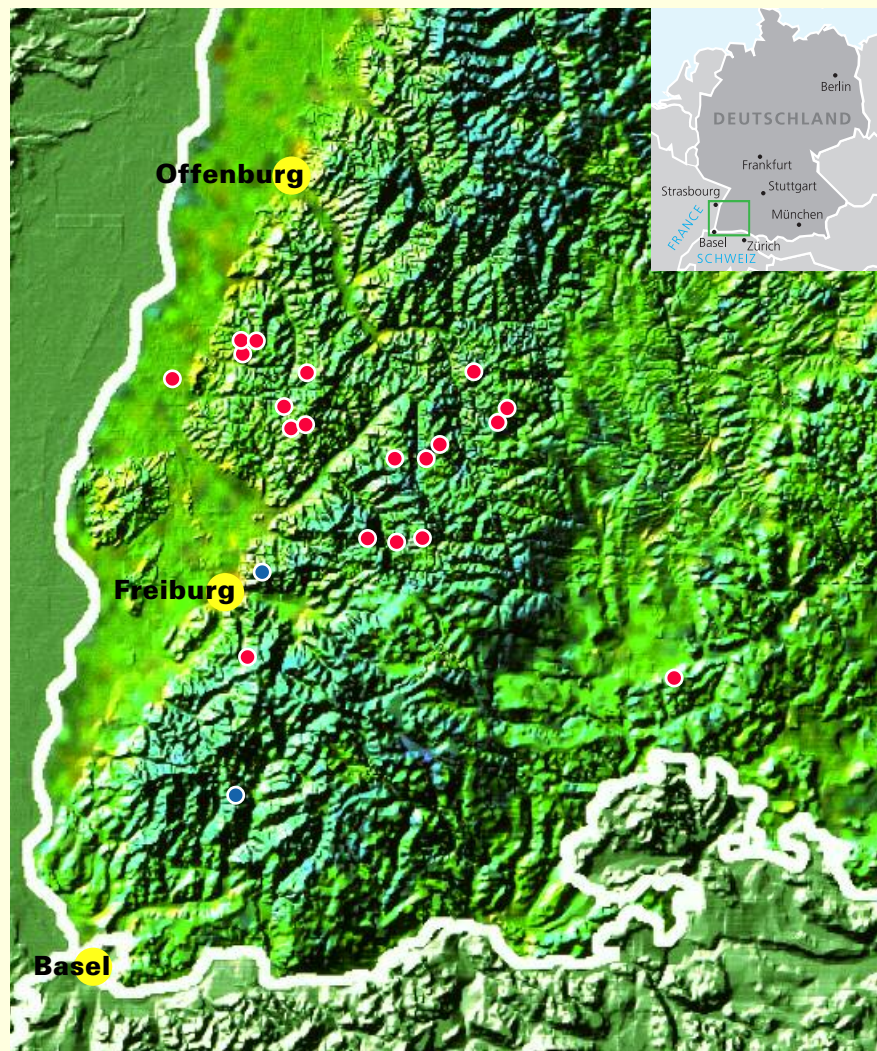 Berlin
DEUTSCHLAND
Frankfurt
Strasbourg
Stuttgart
FRANCE
München
Basel
Zürich
SCHWEIZ
Offenburg
Freiburg
Basel